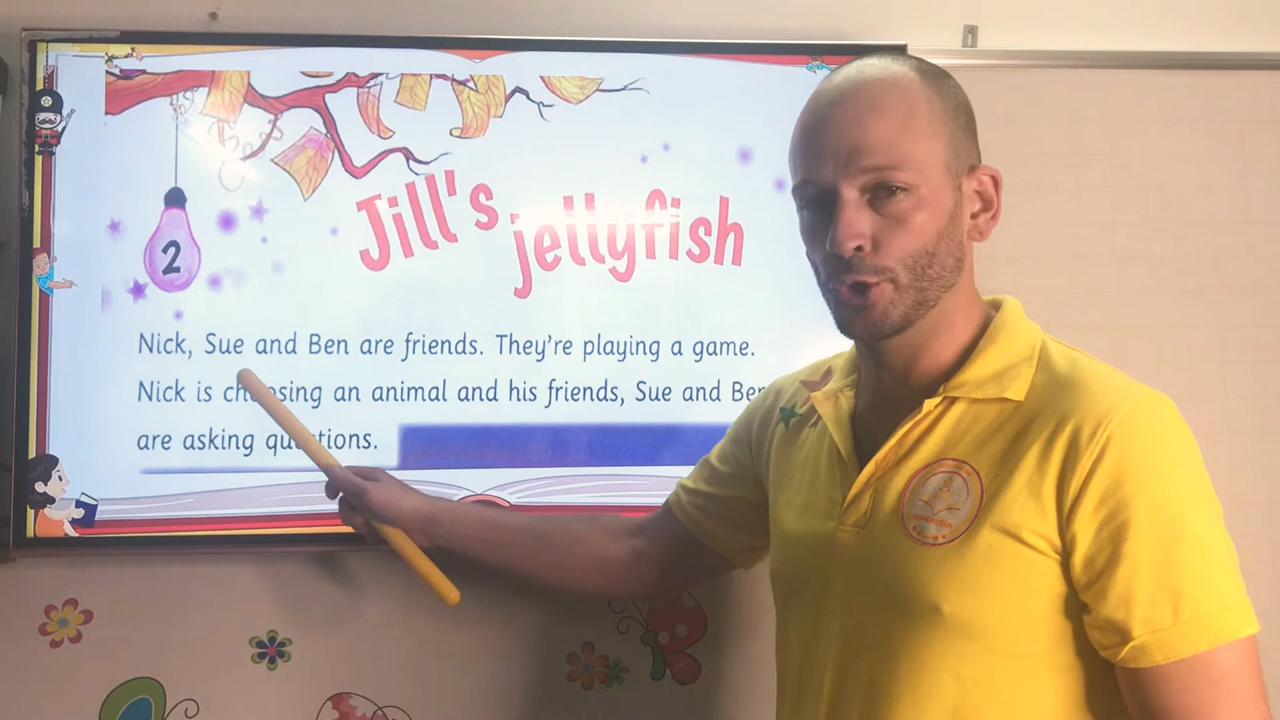 2
Jill's jellyfish
Nick, Sue and Ben are friends. They're playing a game.
Nick is choosing an animal and his friends, Sue and Ben
are asking questions.